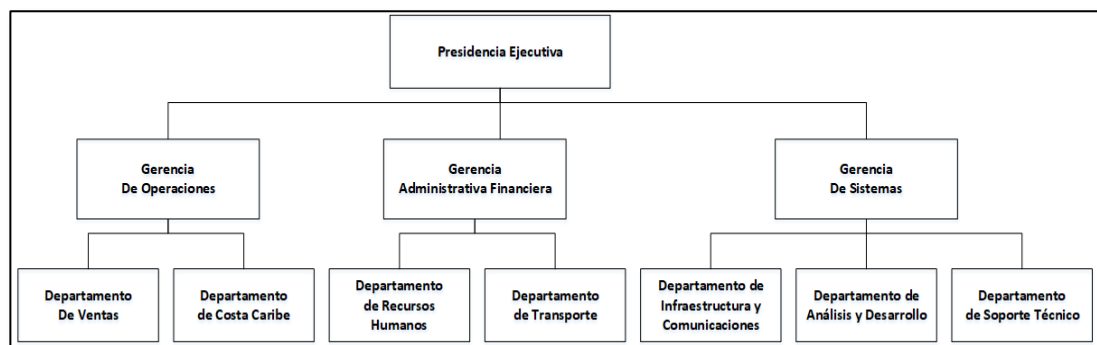 Presidencia Ejecutiva
Gerencia
De Operaciones
Gerencia
Administrativa Financiera
Gerencia
De Sistemas
Departamento
De Ventas
Departamento
de Costa Caribe
Departamento
de Recursos
Humanos
Departamento
de Transporte
Departamento de
Infraestructura y
Comunicaciones
Departamento de
Análisis y Desarrollo
Departamento
de Soporte Técnico